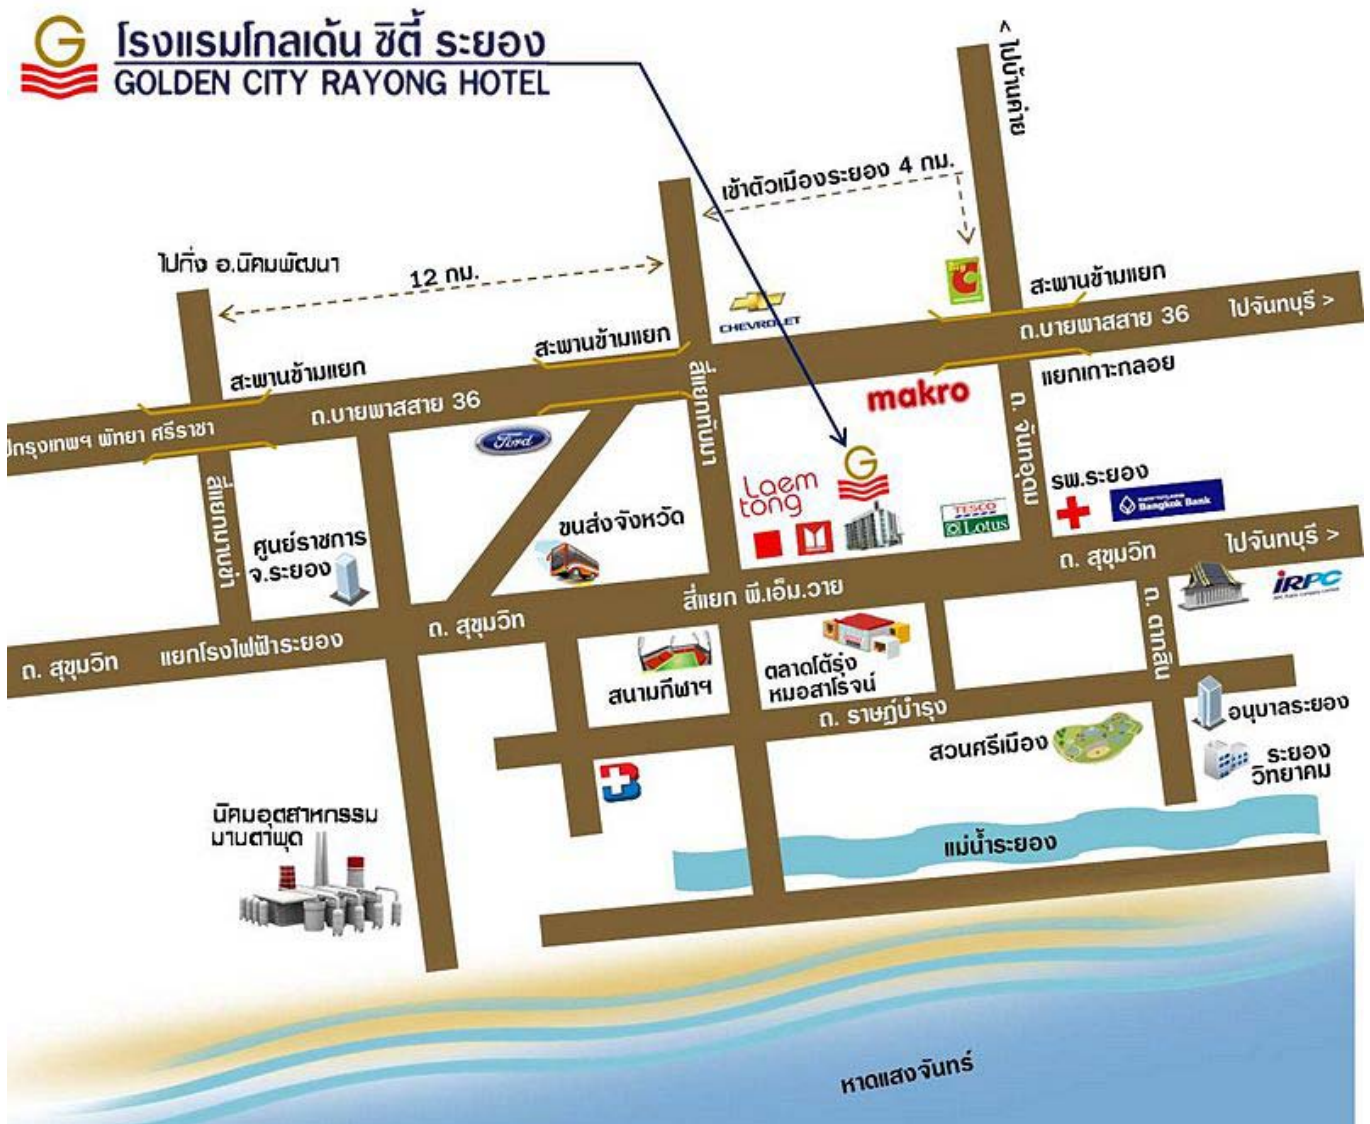 โรงแรมโกลเด้น ซิตี้ ระยอง
GOLDEN CITY RAYONG HOTEL
< ไปบ้านค่าย
เข้าตัวเมืองระยอง 4 กม.
ไปกิ่ง อ.นิคมพัฒนา
12 กม.
สะพานข้ามแยก
สะพานข้ามแยก
สะพานข้ามแยก
Big
C
CHEVROLET
ถ.บายพาสสาย 36
ไปจันทบุรี >
แยกเกาะกลอย
makro
ถ.บายพาสสาย 36
ปกรุงเทพฯ พัทยา ศรีราชา
Ford
สี่แยกทับมา
ถ. จันทอุดม
สี่แยกมาบข่า
Laem
tong
G
รพ.ระยอง
Bangkok Bank
TESCO
Lotus
ขนส่งจังหวัด
ศูนย์ราชการ
จ.ระยอง
ถ. สุขุมวิท
ไปจันทบุรี >
สี่แยก พี.เอ็ม.วาย
IRPC
ถ. ตากสิน
ถ. สุขุมวิท
แยกโรงไฟฟ้าระยอง
ถ. สุขุมวิท
สนามกีฬาฯ
ตลาดโต้รุ่ง
หมอสาโรจน์
ถ. ราษฎร์บำรุง
อนุบาลระยอง
สวนศรีเมือง
ระยอง
วิทยาคม
นิคมอุตสาหกรรม
มาบตาพุด
แม่น้ำระยอง
หาดแสงจันทร์